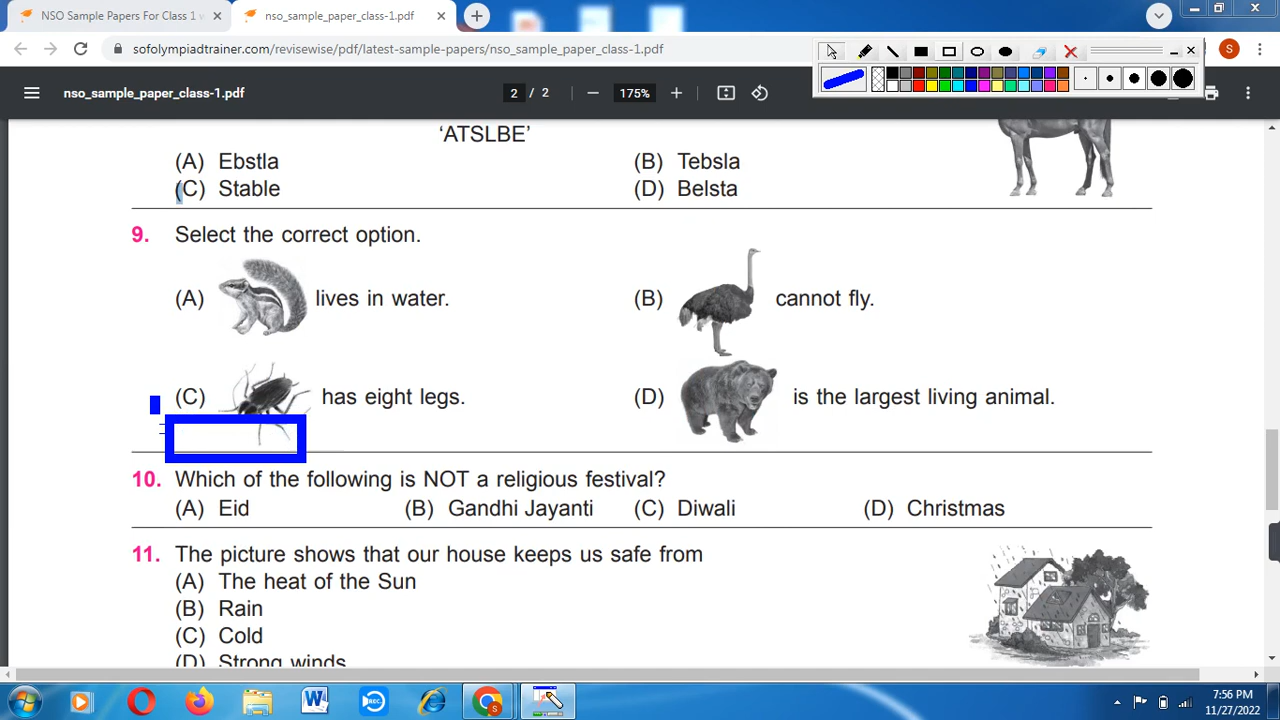 NSO Sample Papers For Class 1 w
nso_sample_paper_class-1.pdf
sofolympiadtrainer.com/revisewise/pdf/latest-sample-papers/nso_sample_paper_class-1.pdf
S
nso_sample_paper_class-1.pdf
2 / 2
175%
'ATSLBE'
(A) Ebstla
(B) Tebsla
(C) Stable
(D) Belsta
9. Select the correct option.
(A) lives in water.
(B) cannot fly.
(C) has eight legs.
(D) is the largest living animal.
10. Which of the following is NOT a religious festival?
(A) Eid (B) Gandhi Jayanti (C) Diwali (D) Christmas
11. The picture shows that our house keeps us safe from
(A) The heat of the Sun
(B) Rain
(C) Cold
(D) Strong winds
REC
S
7:56 PM
11/27/2022